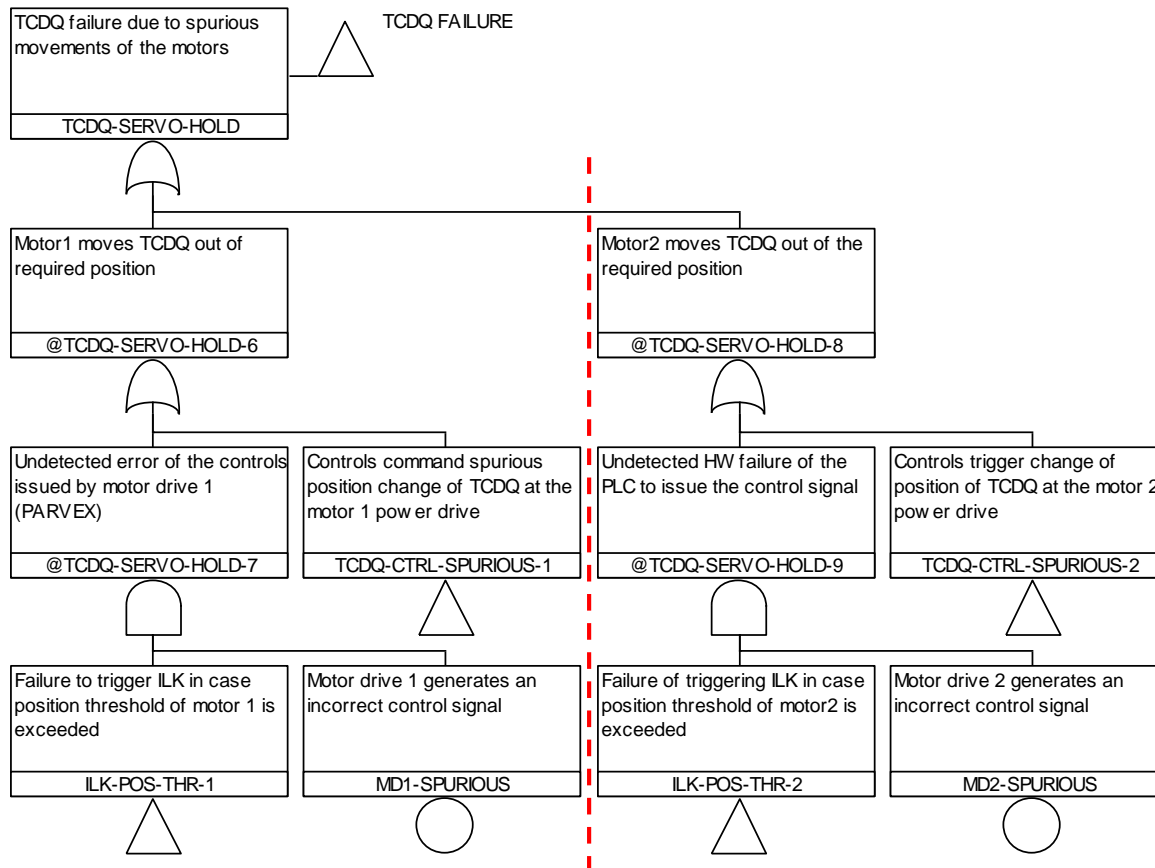 TCDQ failure due to spurious
movements of the motors
TCDQ-SERVO-HOLD
TCDQ FAILURE
Motor1 moves TCDQ out of
required position
@TCDQ-SERVO-HOLD-6
Motor2 moves TCDQ out of the
required position
@TCDQ-SERVO-HOLD-8
Undetected error of the controls
issued by motor drive 1
(PARVEX)
@TCDQ-SERVO-HOLD-7
Controls command spurious
position change of TCDQ at the
motor 1 power drive
TCDQ-CTRL-SPURIOUS-1
Undetected HW failure of the
PLC to issue the control signal
@TCDQ-SERVO-HOLD-9
Controls trigger change of
position of TCDQ at the motor 2
power drive
TCDQ-CTRL-SPURIOUS-2
Failure to trigger ILK in case
position threshold of motor 1 is
exceeded
ILK-POS-THR-1
Motor drive 1 generates an
incorrect control signal
MD1-SPURIOUS
Failure of triggering ILK in case
position threshold of motor2 is
exceeded
ILK-POS-THR-2
Motor drive 2 generates an
incorrect control signal
MD2-SPURIOUS